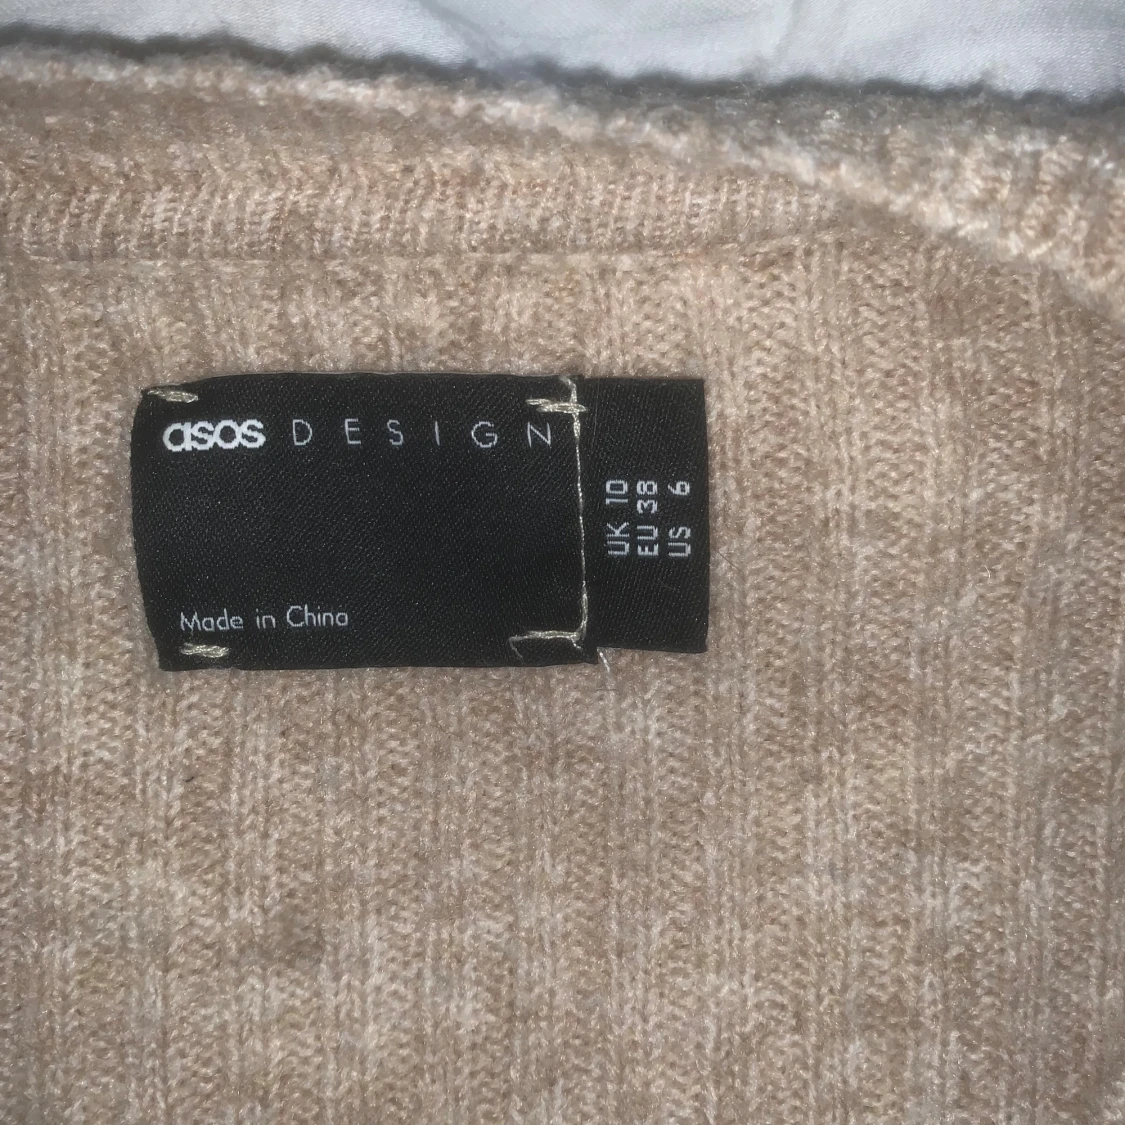 asos DESIGN
Made in China
UK 10
EU 38
US 6